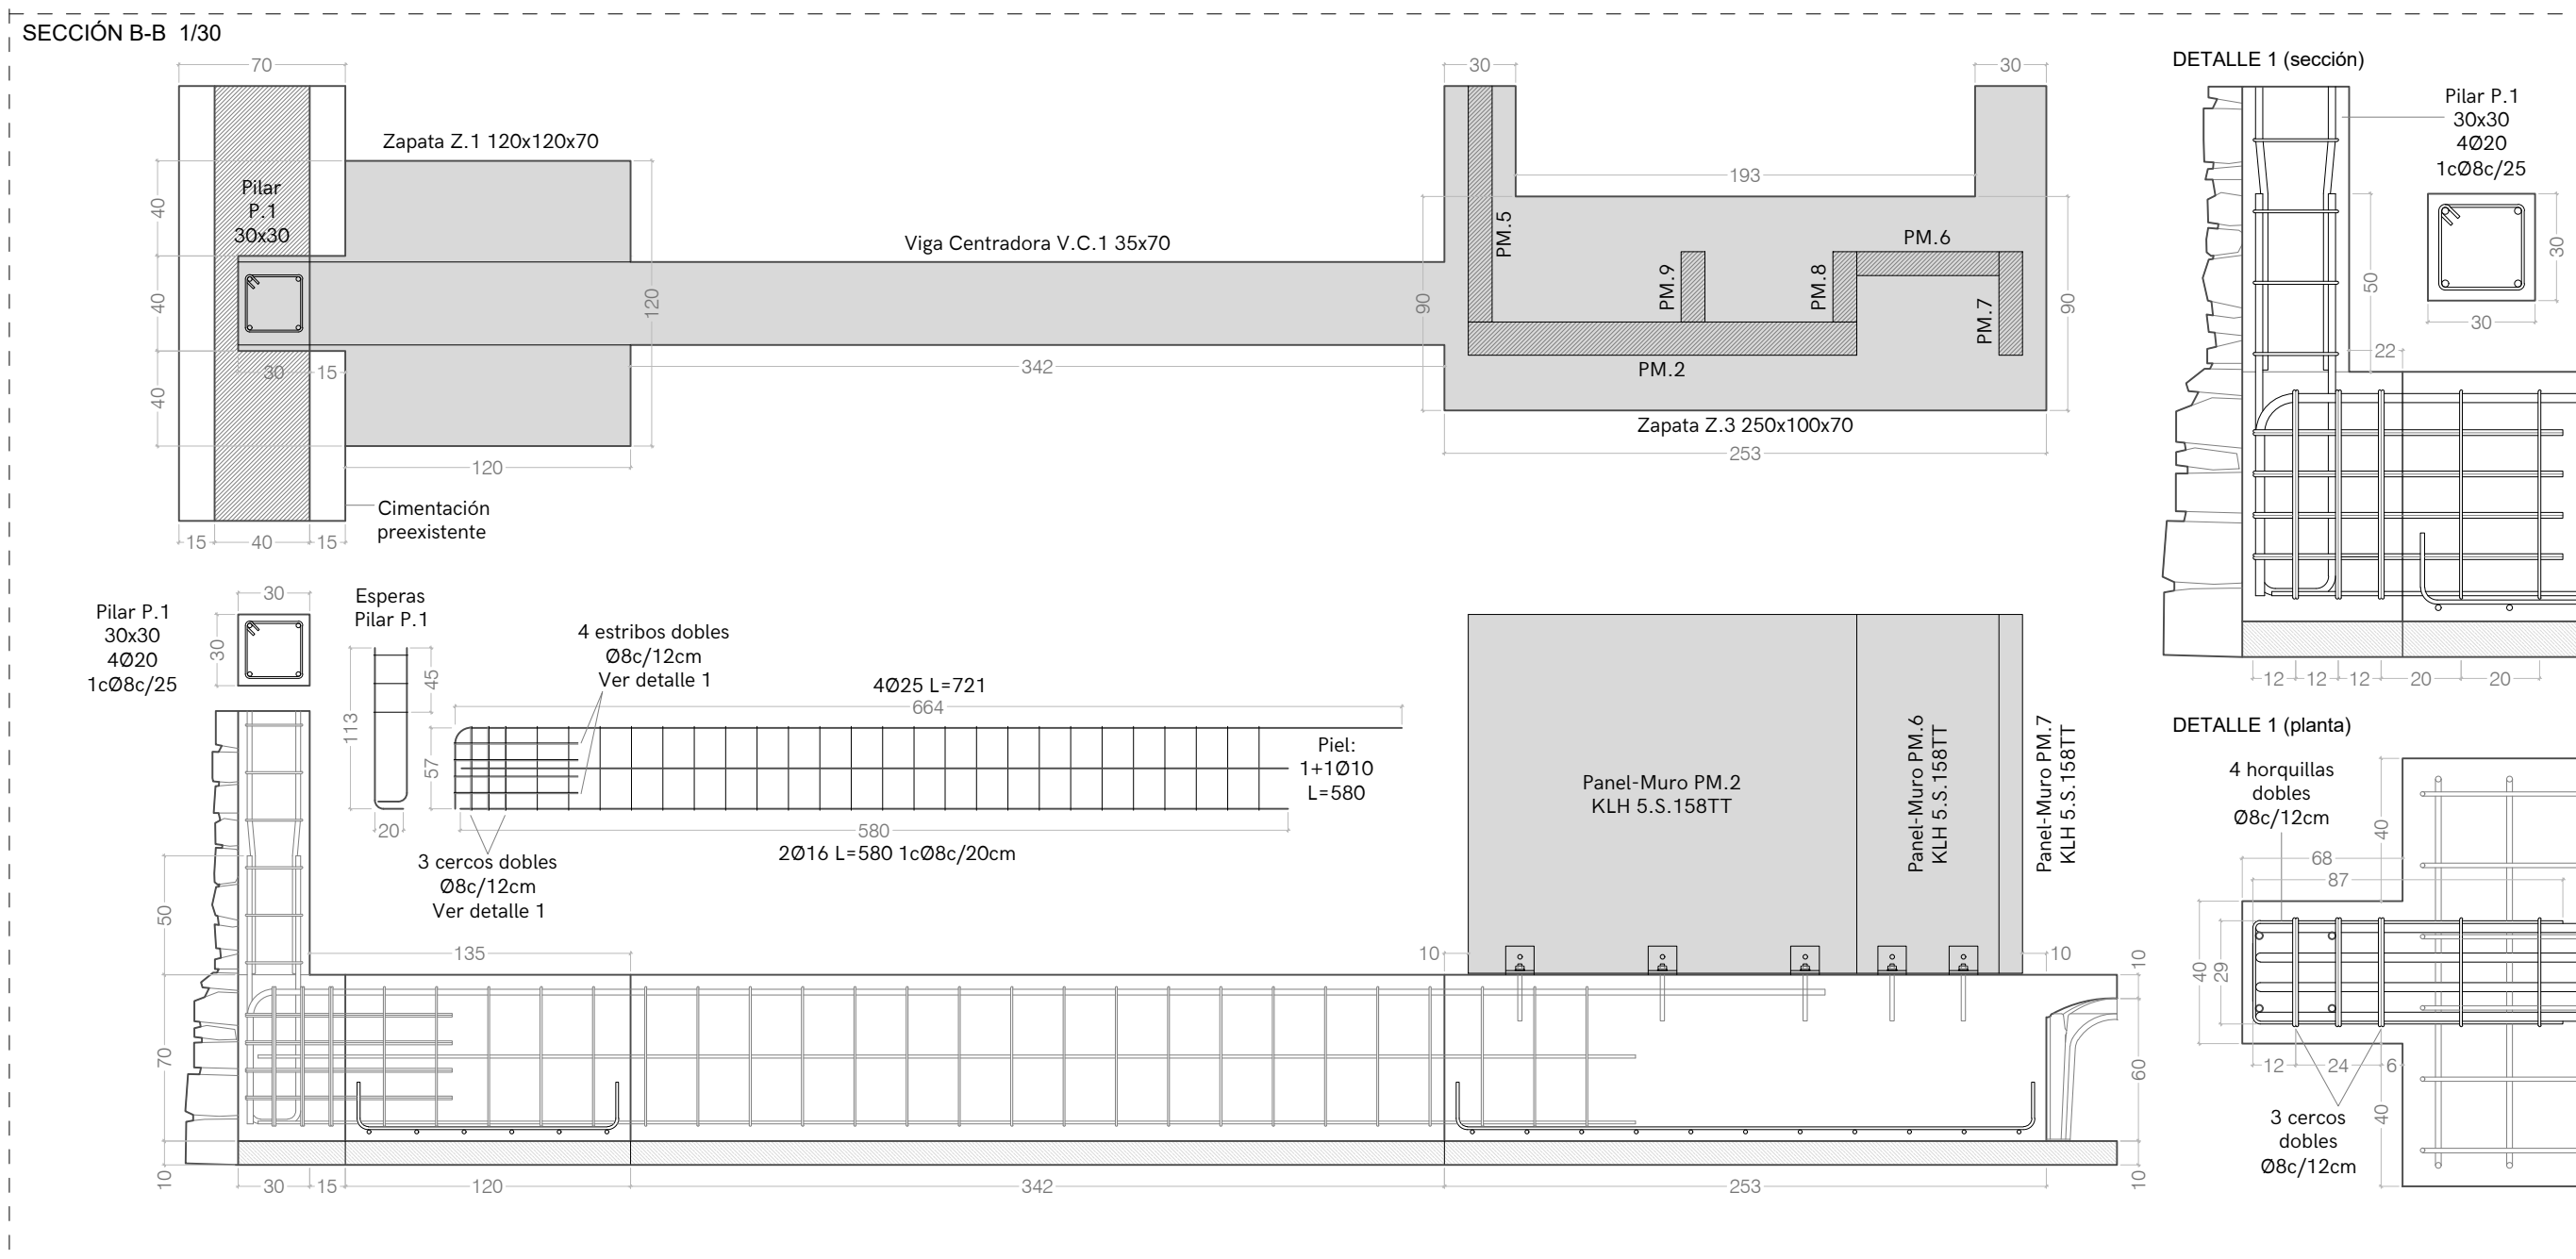 SECCIÓN B-B 1/30
70
30
30
Zapata Z.1 120x120x70
Pilar
P.1
30x30
40
40
40
120
30
15
120
Cimentación
preexistente
15
40
15
Viga Centradora V.C.1 35x70
342
193
90
90
PM.5
PM.9
PM.8
PM.6
PM.7
PM.2
Zapata Z.3 250x100x70
253
Pilar P.1
30x30
4Ø20
1cØ8c/25
30
30
Esperas
Pilar P.1
113
45
20
4 estribos dobles
Ø8c/12cm
Ver detalle 1
4Ø25 L=721
664
57
Piel:
1+1Ø10
L=580
580
2Ø16 L=580 1cØ8c/20cm
3 cercos dobles
Ø8c/12cm
Ver detalle 1
Panel-Muro PM.2
KLH 5.S.158TT
Panel-Muro PM.6
KLH 5.S.158TT
Panel-Muro PM.7
KLH 5.S.158TT
50
70
10
135
10
10
10
60
10
30
15
120
342
253
DETALLE 1 (sección)
Pilar P.1
30x30
4Ø20
1cØ8c/25
30
30
50
22
12
12
12
20
20
DETALLE 1 (planta)
4 horquillas
dobles
Ø8c/12cm
40
68
87
40
29
12
24
6
40
3 cercos
dobles
Ø8c/12cm